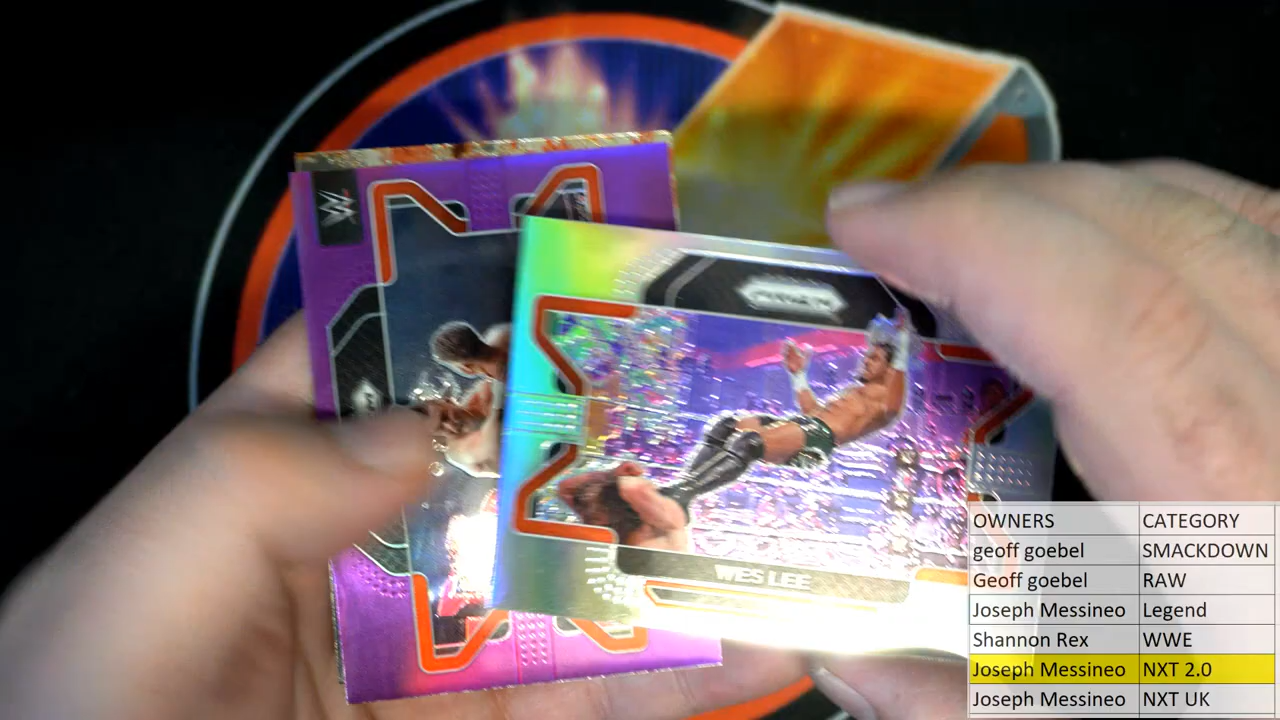 PRIZM
WES LEE
OWNERS CATEGORY
geoff goebel SMACKDOWN
Geoff goebel RAW
Joseph Messineo Legend
Shannon Rex WWE
Joseph Messineo NXT 2.0
Joseph Messineo NXT UK